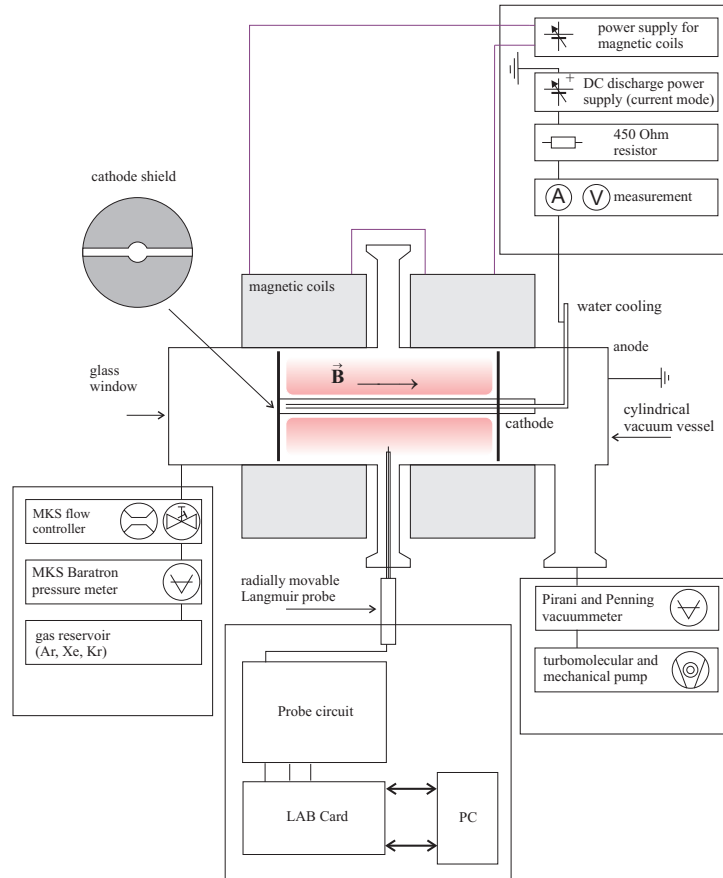 power supply for
magnetic coils
+
DC discharge power
supply (current mode)
450 Ohm
resistor
A V measurement
cathode shield
magnetic coils
water cooling
anode
glass
window
B
cathode
cylindrical
vacuum vessel
MKS flow
controller
MKS Baratron
pressure meter
gas reservoir
(Ar, Xe, Kr)
radially movable
Langmuir probe
Pirani and Penning
vacuummeter
turbomolecular and
mechanical pump
Probe circuit
LAB Card
PC